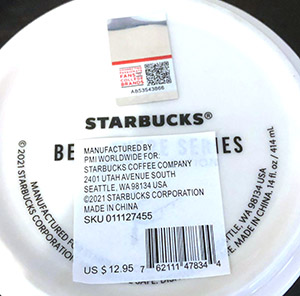 A853543866
STARBUCKS®
BE
SERIES
MANUFACTURED BY
PMI WORLDWIDE FOR:
STARBUCKS COFFEE COMPANY
2401 UTAH AVENUE SOUTH
SEATTLE, WA 98134 USA
©2021 STARBUCKS CORPORATION
MADE IN CHINA
SKU 011127455
US $ 12.95
7 62111 47834 4
© 2021 STARBUCKS
CORPORATION
MANUFACTURED FOR
WA 98134 USA
MADE IN CHINA. 14 fl oz / 414 mL